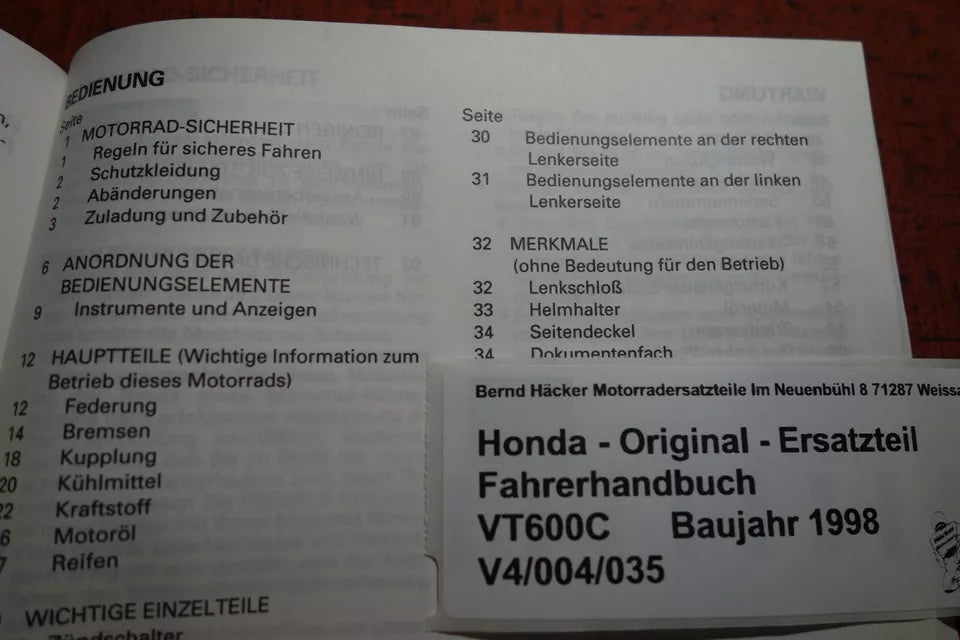 BEDIENUNG
Seite
1 MOTORRAD-SICHERHEIT
1 Regeln für sicheres Fahren
2 Schutzkleidung
2 Abänderungen
3 Zuladung und Zubehör
6 ANORDNUNG DER
BEDIENUNGSELEMENTE
9 Instrumente und Anzeigen
12 HAUPTTEILE (Wichtige Information zum
Betrieb dieses Motorrads)
12 Federung
14 Bremsen
18 Kupplung
20 Kühlmittel
22 Kraftstoff
6 Motoröl
7 Reifen
WICHTIGE EINZELTEILE
Zündschalter
Seite
30 Bedienungselemente an der rechten
Lenkerseite
31 Bedienungselemente an der linken
Lenkerseite
32 MERKMALE
(ohne Bedeutung für den Betrieb)
32 Lenkschloß
33 Helmhalter
34 Seitendeckel
34 Dokumentenfach
Bernd Häcker Motorradersatzteile Im Neuenbühl 8 71287 Weissa
Honda - Original - Ersatzteil
Fahrerhandbuch
VT600C Baujahr 1998
V4/004/035